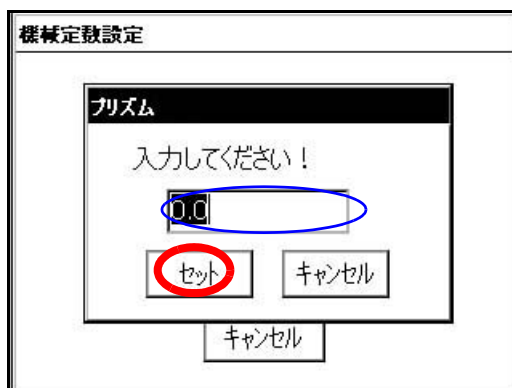 機械定数設定
プリズム
入力してください！
0.0
セット
キャンセル
キャンセル